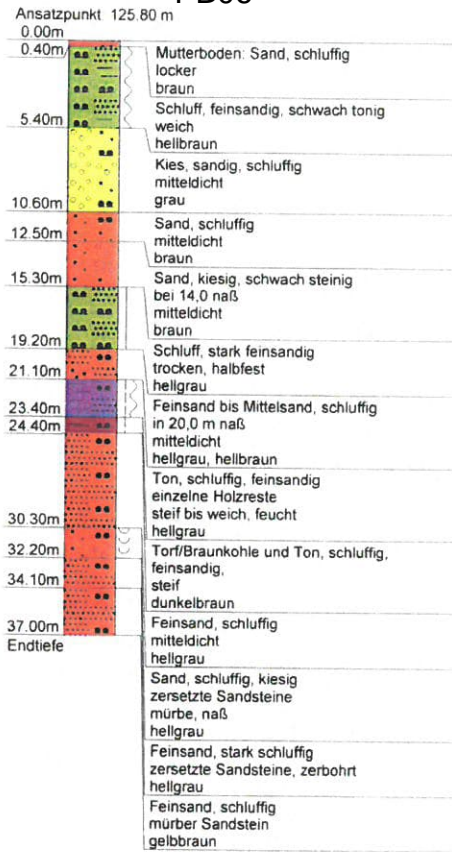 Ansatzpunkt 125.80 m
0.00m
0.40m
Mutterboden: Sand, schluffig
locker
braun
Schluff, feinsandig, schwach tonig
weich
hellbraun
5.40m
Kies, sandig, schluffig
mitteldicht
grau
10.60m
Sand, schluffig
mitteldicht
braun
12.50m
Sand, kiesig, schwach steinig
bei 14,0 naß
mitteldicht
braun
15.30m
Schluff, stark feinsandig
trocken, halbfest
hellgrau
19.20m
Feinsand bis Mittelsand, schluffig
in 20,0 m naß
mitteldicht
hellgrau, hellbraun
21.10m
Ton, schluffig, feinsandig
einzelne Holzreste
steif bis weich, feucht
hellgrau
23.40m
Torf/Braunkohle und Ton, schluffig,
feinsandig,
steif
dunkelbraun
24.40m
Feinsand, schluffig
mitteldicht
hellgrau
30.30m
Sand, schluffig, kiesig
zersetzte Sandsteine
mürbe, naß
hellgrau
32.20m
Feinsand, stark schluffig
zersetzte Sandsteine, zerbohrt
hellgrau
34.10m
Feinsand, schluffig
mürber Sandstein
gelbbraun
37.00m
Endtiefe